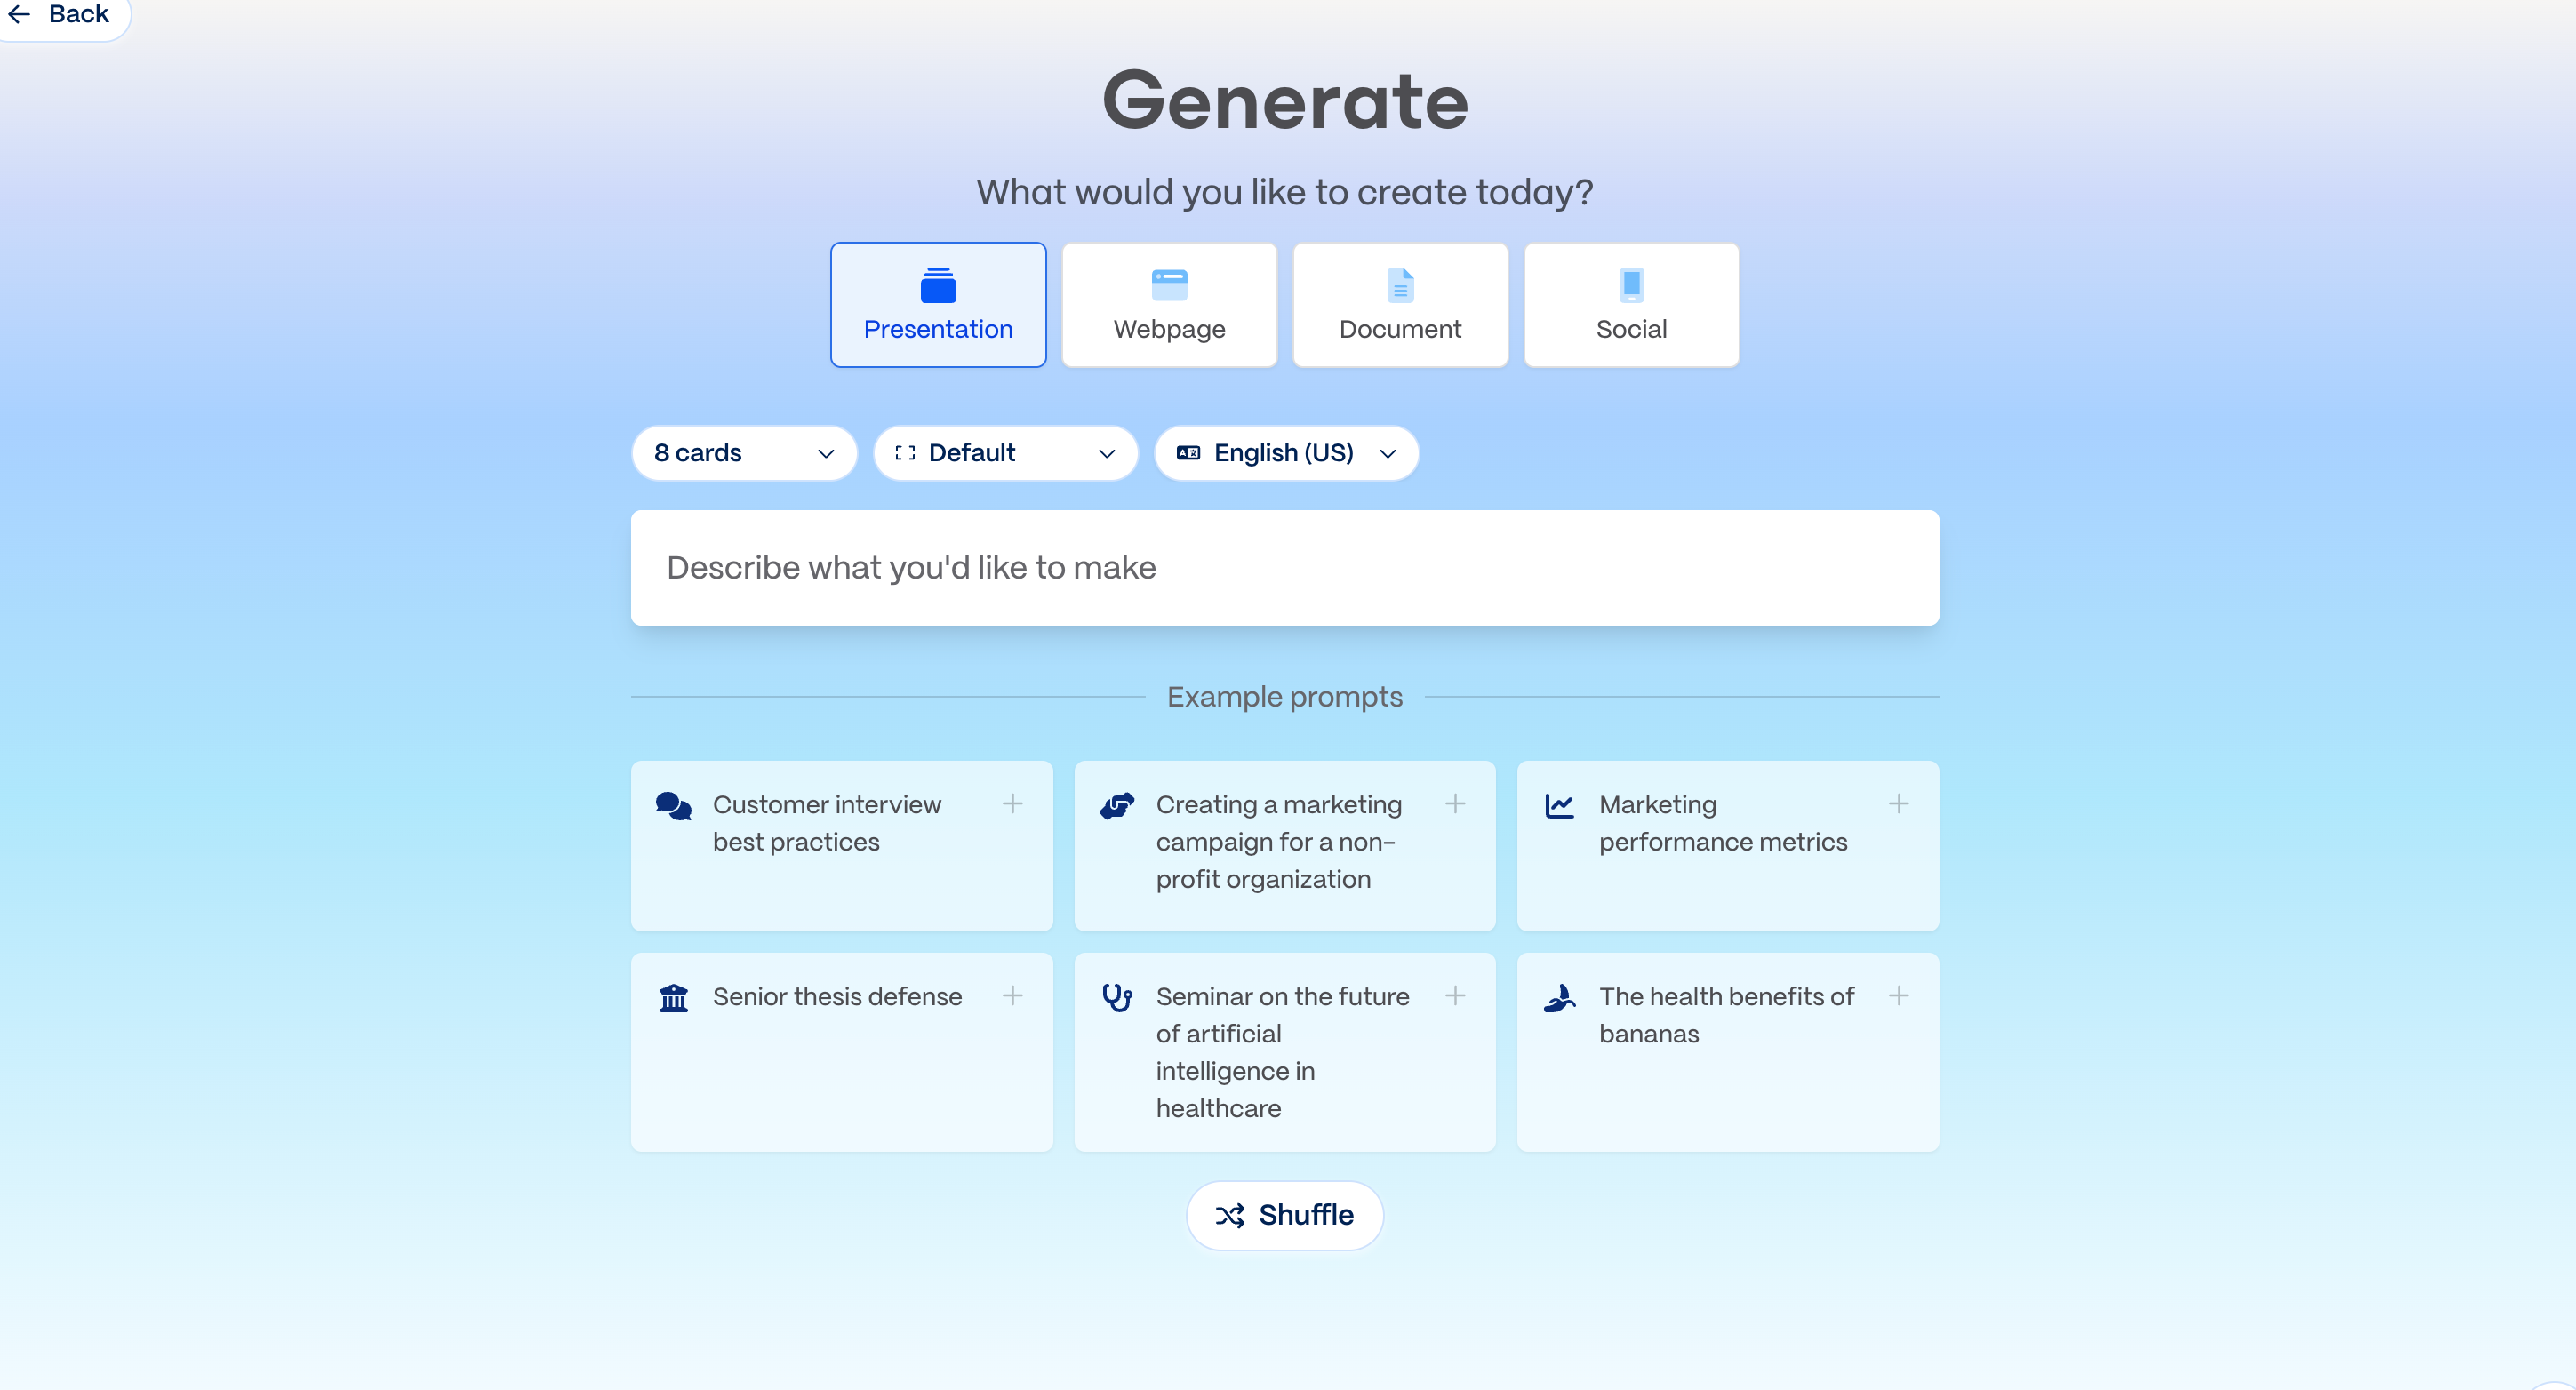 Back
Generate
What would you like to create today?
Presentation
Webpage
Document
Social
8 cards
Default
English (US)
Describe what you'd like to make
Example prompts
Customer interview
best practices
Creating a marketing
campaign for a non-
profit organization
Marketing
performance metrics
Senior thesis defense
Seminar on the future
of artificial
intelligence in
healthcare
The health benefits of
bananas
Shuffle